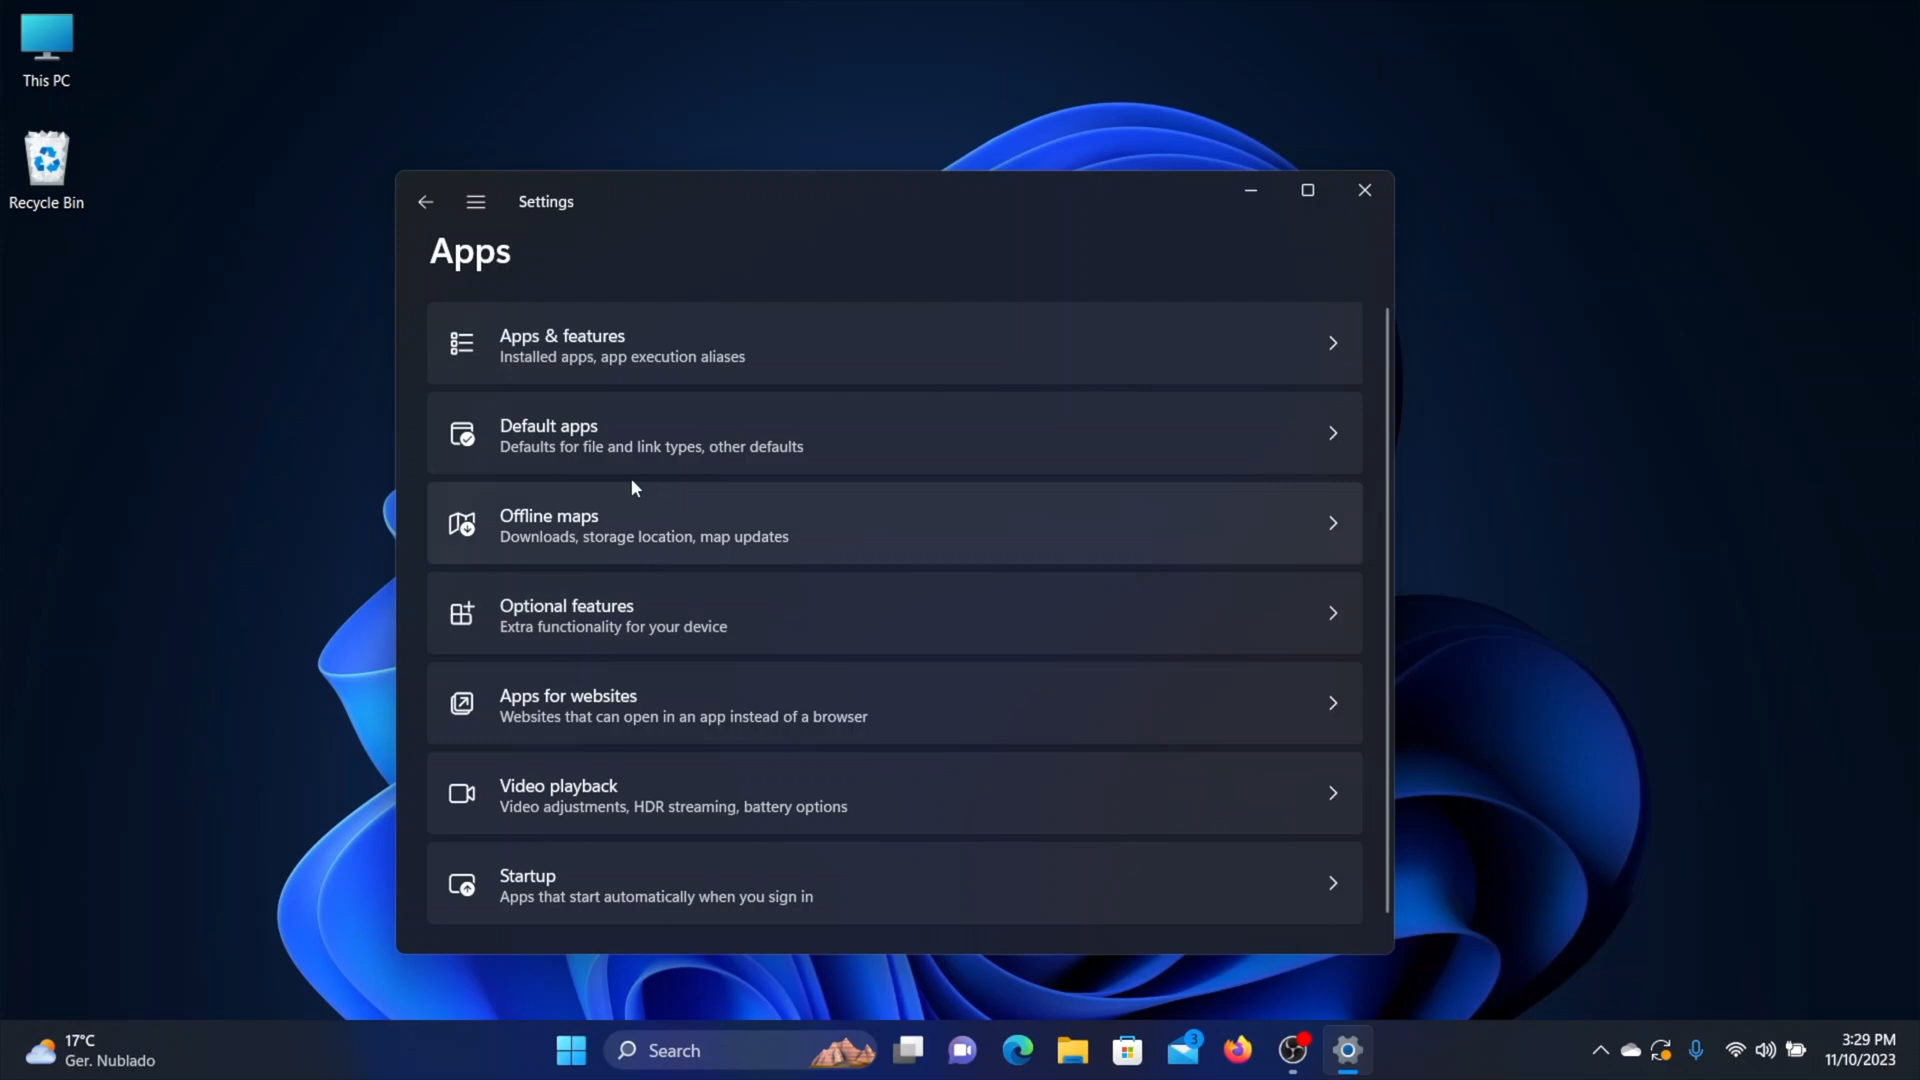 This PC
Recycle Bin
Settings
Apps
Apps & features
Installed apps, app execution aliases
Default apps
Defaults for file and link types, other defaults
Offline maps
Downloads, storage location, map updates
Optional features
Extra functionality for your device
Apps for websites
Websites that can open in an app instead of a browser
Video playback
Video adjustments, HDR streaming, battery options
Startup
Apps that start automatically when you sign in
17°C
Ger. Nublado
Search
3
3:29 PM
11/10/2023